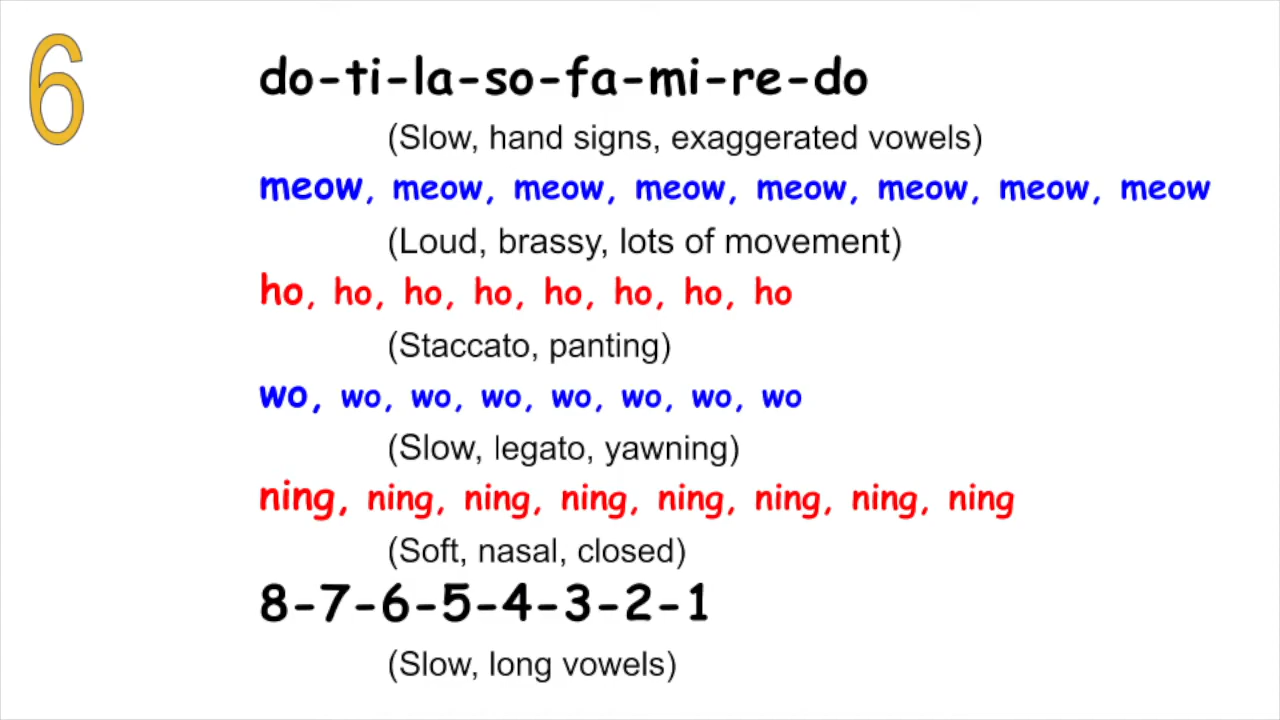 6
do-ti-la-so-fa-mi-re-do
(Slow, hand signs, exaggerated vowels)
meow, meow, meow, meow, meow, meow, meow, meow
(Loud, brassy, lots of movement)
ho, ho, ho, ho, ho, ho, ho, ho
(Staccato, panting)
wo, wo, wo, wo, wo, wo, wo, wo
(Slow, legato, yawning)
ning, ning, ning, ning, ning, ning, ning, ning
(Soft, nasal, closed)
8-7-6-5-4-3-2-1
(Slow, long vowels)